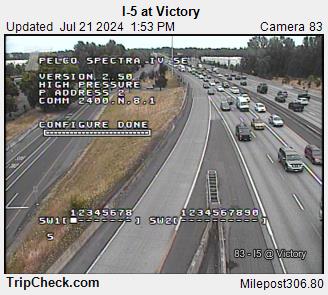 I-5 at Victory
Updated Jul 21 2024 1:53 PM Camera 83
PELCO SPECTRA IV SE
VERSION 2.50
HIGH PRESSURE
P ADDRESS 2
COMM 2400,N,8,1
CONFIGURE DONE
12345678 1234567890
SW1[ ] SW2[ ]
S
83 - I5 @ Victory
TripCheck.com Milepost306.80